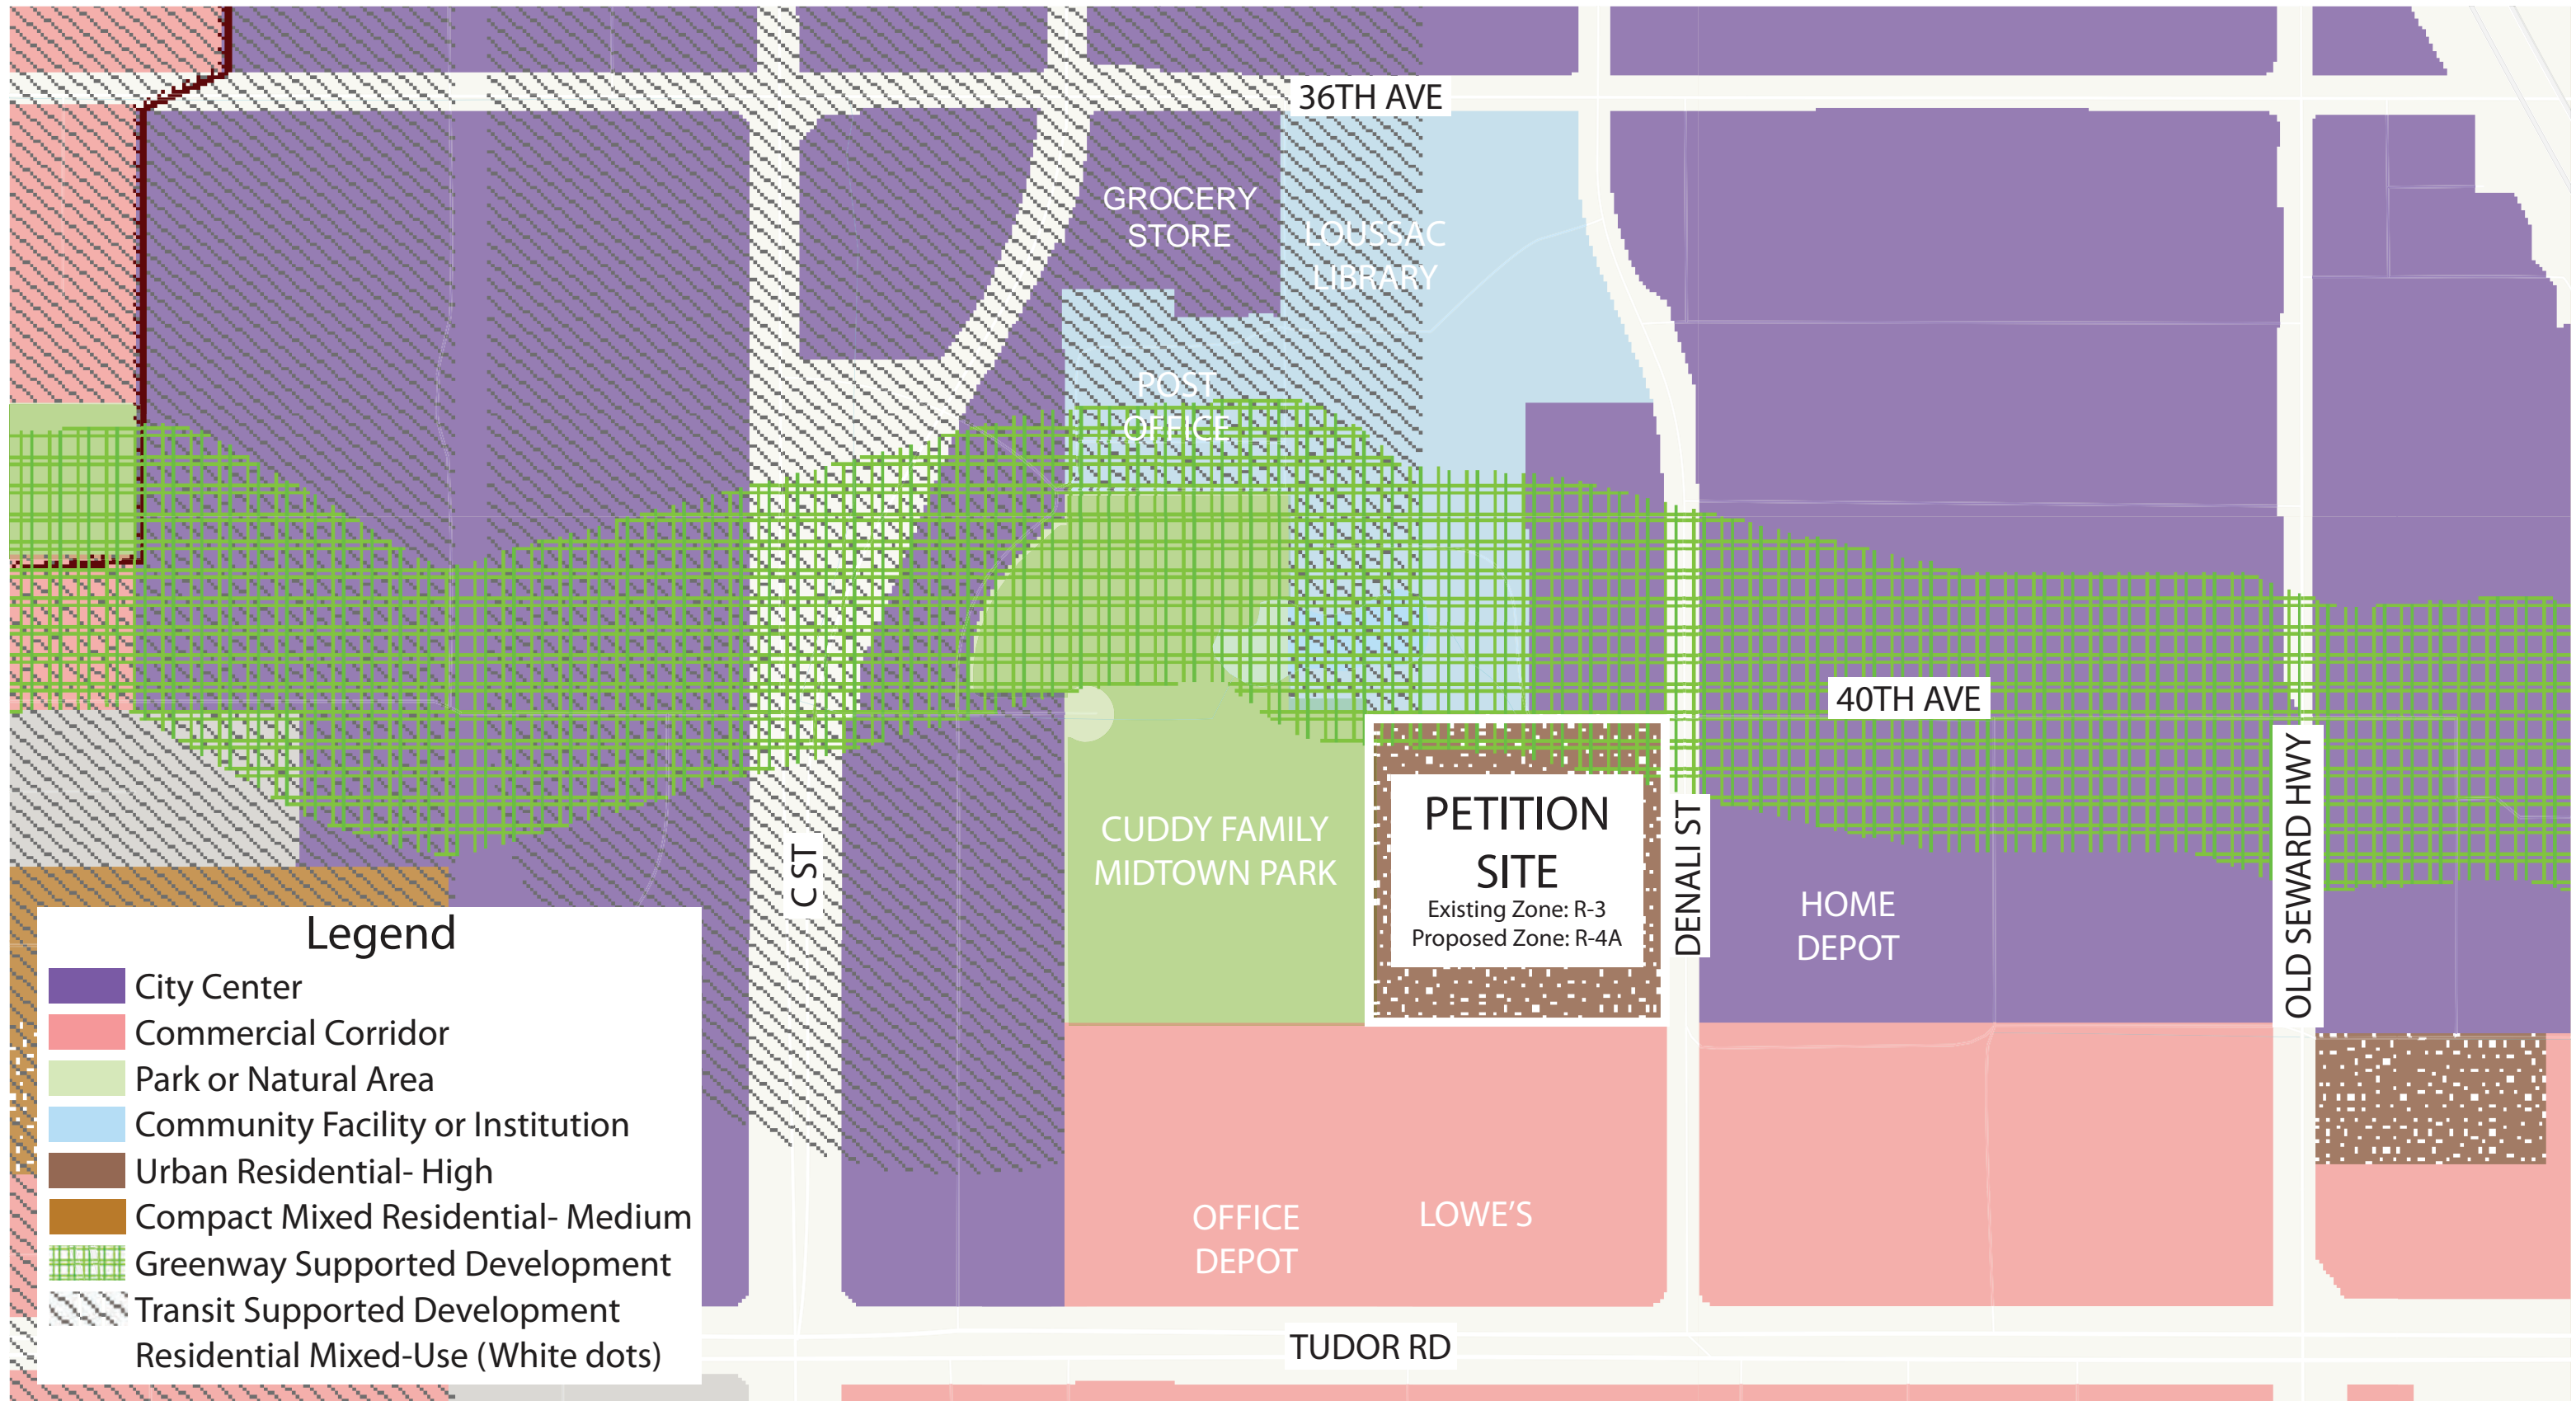 36TH AVE
GROCERY
STORE
LOUSSAC
LIBRARY
POST
OFFICE
40TH AVE
CUDDY FAMILY
MIDTOWN PARK
PETITION
SITE
Existing Zone: R-3
Proposed Zone: R-4A
C ST
DENALI ST
HOME
DEPOT
OLD SEWARD HWY
OFFICE
DEPOT
LOWE'S
TUDOR RD
Legend
City Center
Commercial Corridor
Park or Natural Area
Community Facility or Institution
Urban Residential- High
Compact Mixed Residential- Medium
Greenway Supported Development
Transit Supported Development
Residential Mixed-Use (White dots)